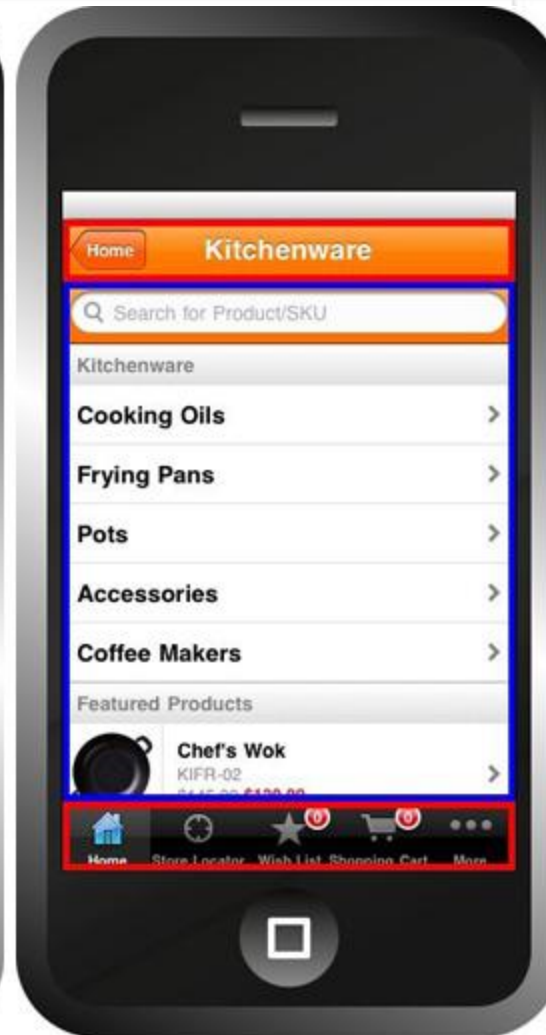 Home Kitchenware
Search for Product/SKU
Kitchenware
Cooking Oils
Frying Pans
Pots
Accessories
Coffee Makers
Featured Products
Chef's Wok
KIFR-02
0 0
Home Store Locator Wish List Shopping Cart More